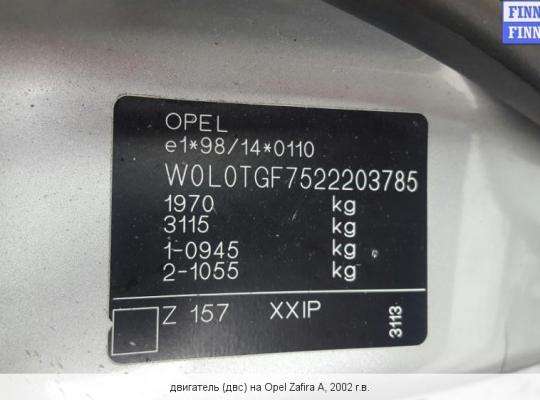 FINN
FINN
OPEL
e1*98/14*0110
W0L0TGF7522203785
1970 kg
3115 kg
1-0945 kg
2-1055 kg
Z 157 XXIP
3113
двигатель (двс) на Opel Zafira A, 2002 г.в.